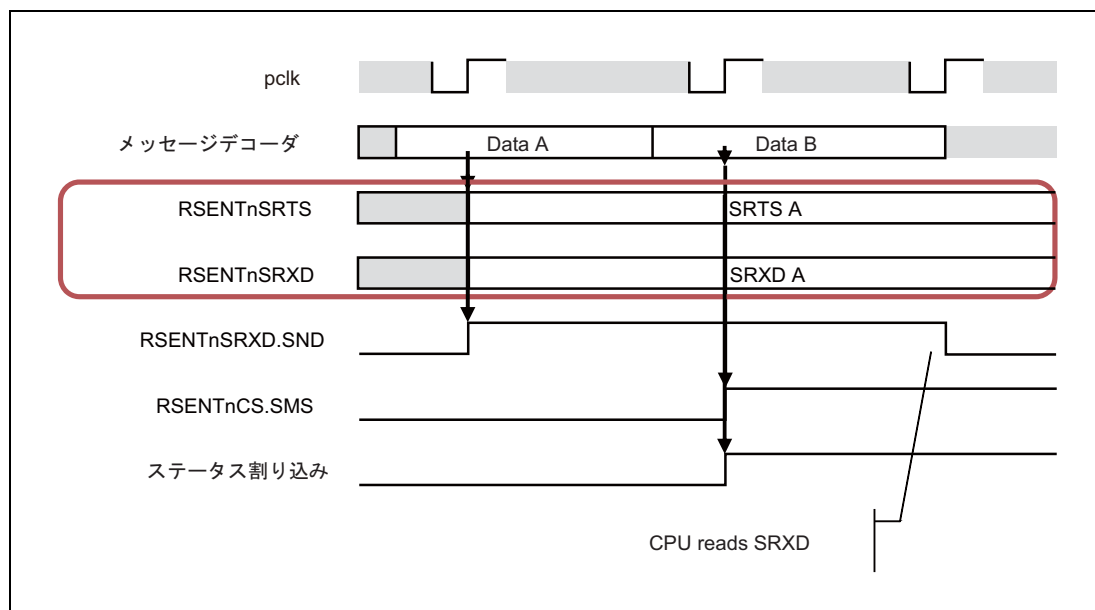 pclk
メッセージデコーダ Data A Data B
RSENTnSRTS SRTS A
RSENTnSRXD SRXD A
RSENTnSRXD.SND
RSENTnCS.SMS
ステータス割り込み
CPU reads SRXD